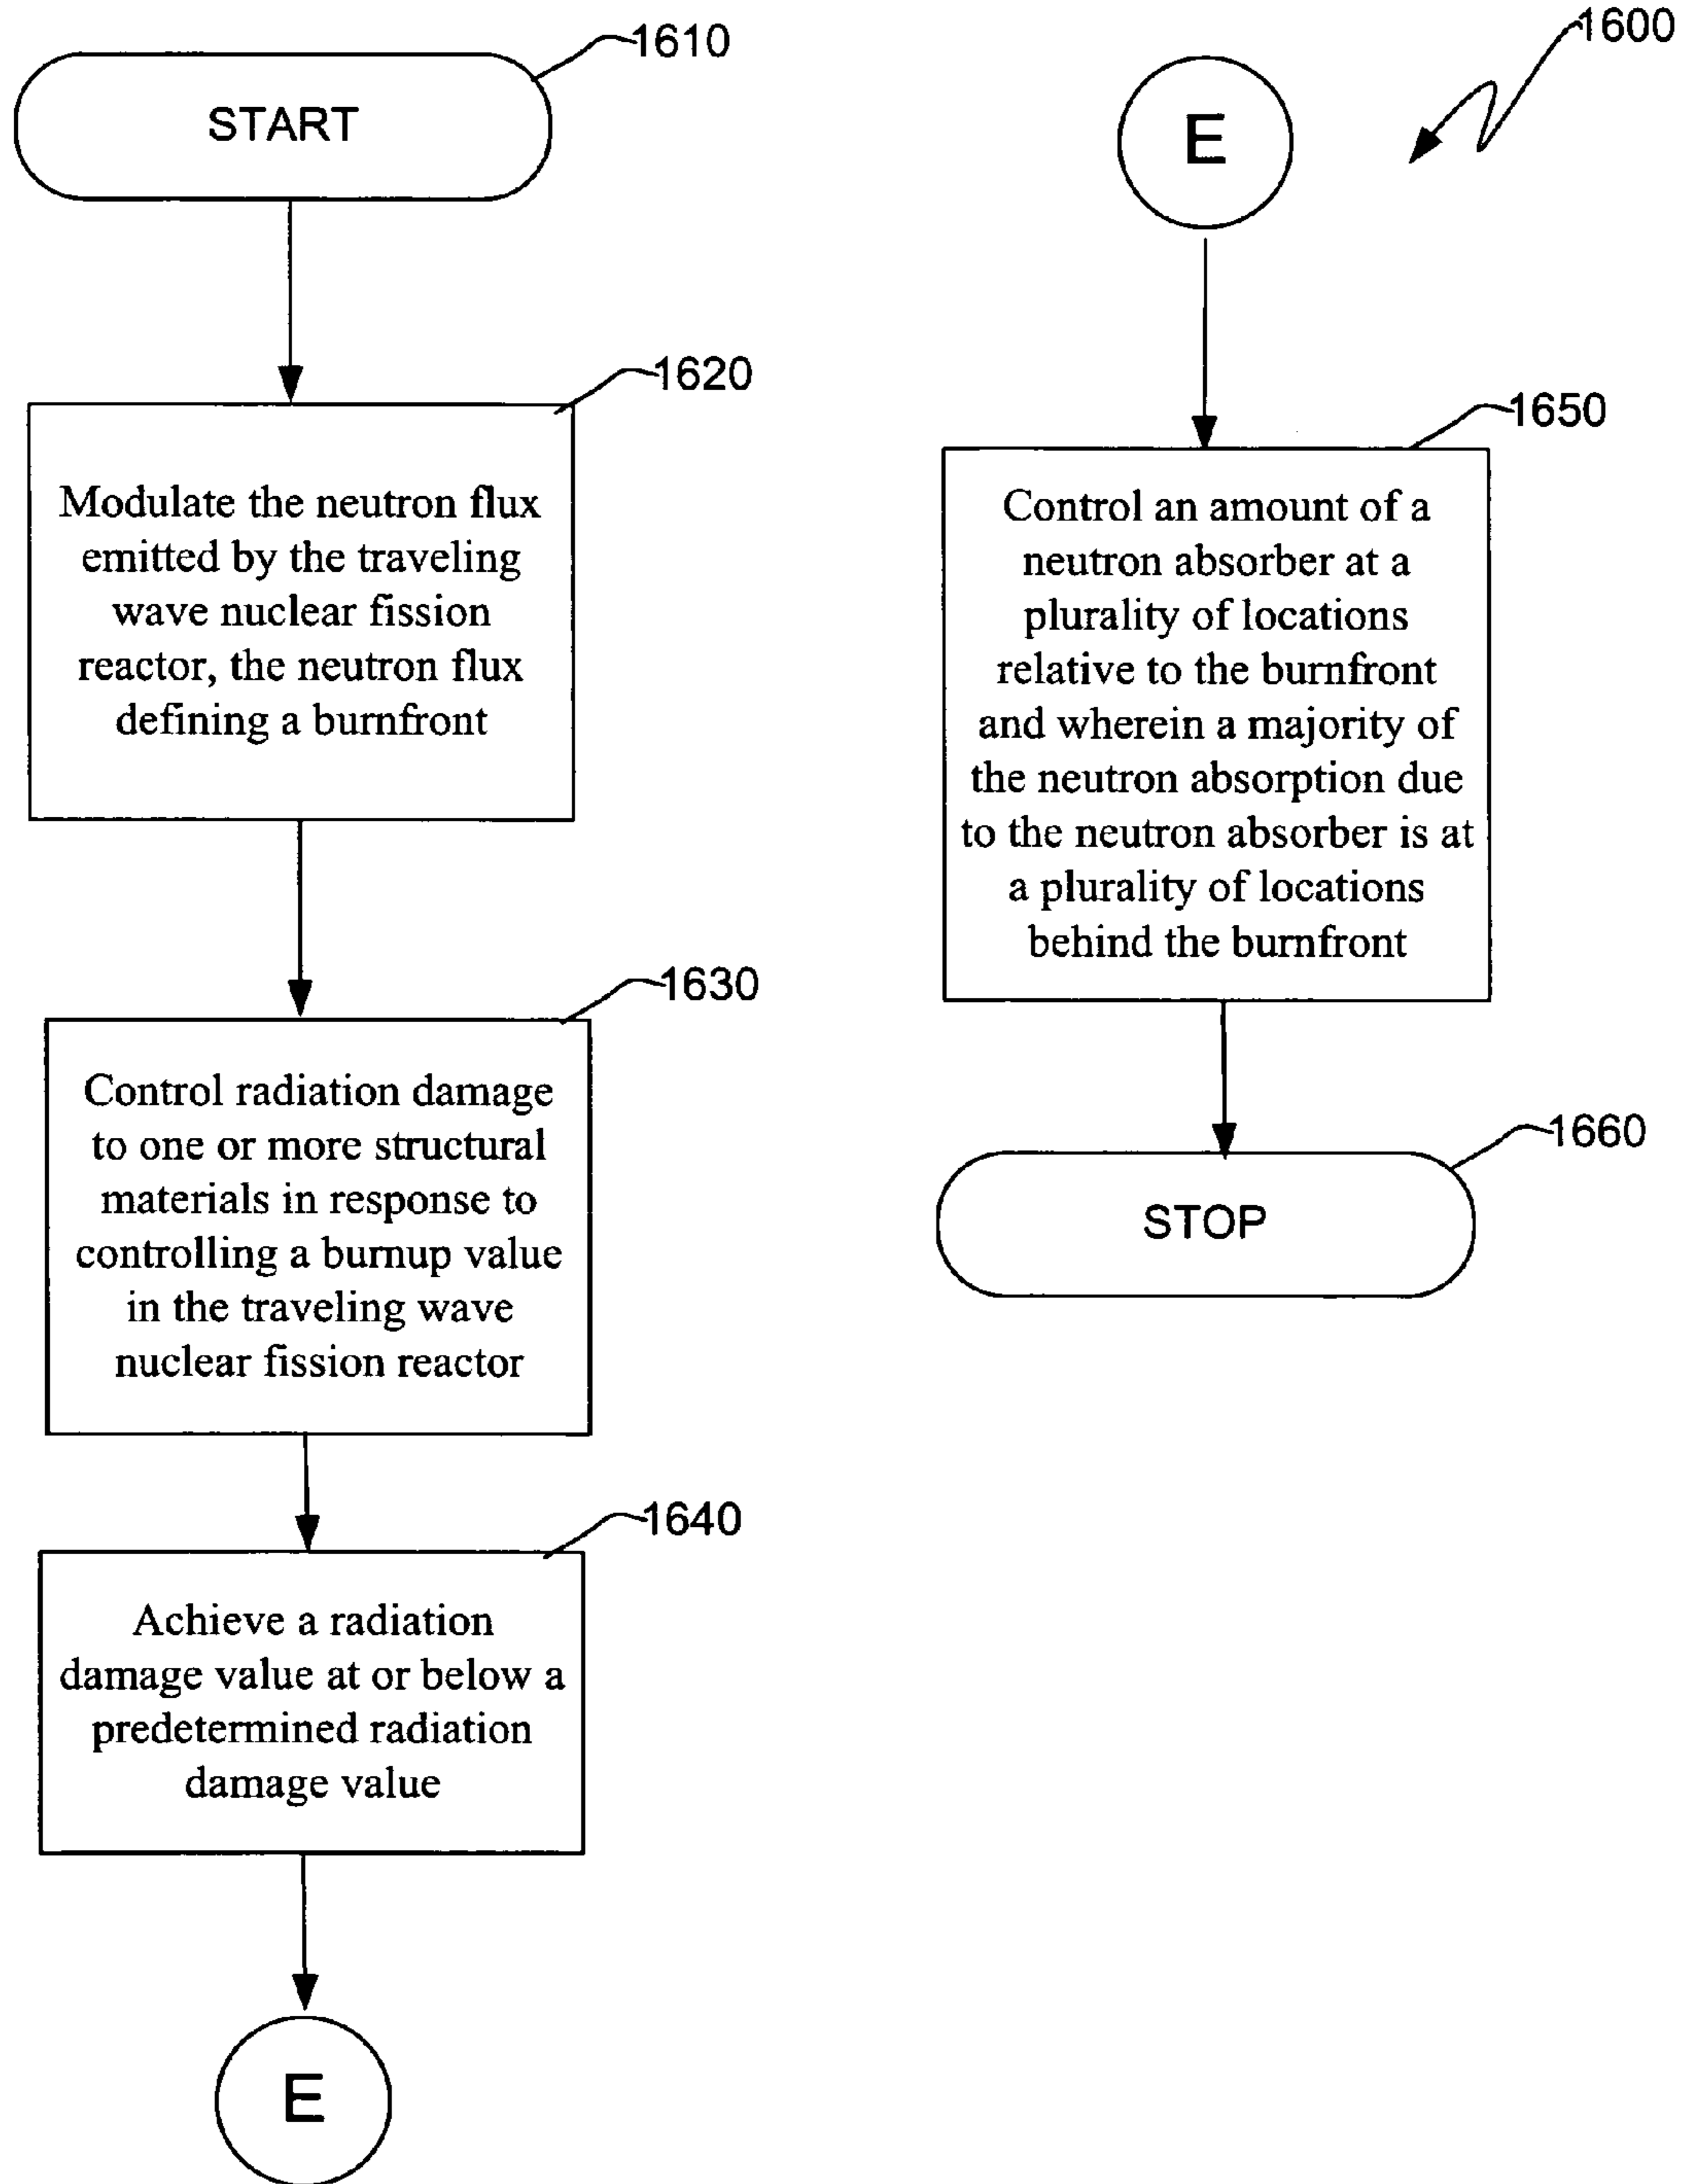 1610
START
1620
Modulate the neutron flux
emitted by the traveling
wave nuclear fission
reactor, the neutron flux
defining a burnfront
1630
Control radiation damage
to one or more structural
materials in response to
controlling a burnup value
in the traveling wave
nuclear fission reactor
1640
Achieve a radiation
damage value at or below a
predetermined radiation
damage value
E
1600
E
1650
Control an amount of a
neutron absorber at a
plurality of locations
relative to the burnfront
and wherein a majority of
the neutron absorption due
to the neutron absorber is at
a plurality of locations
behind the burnfront
1660
STOP